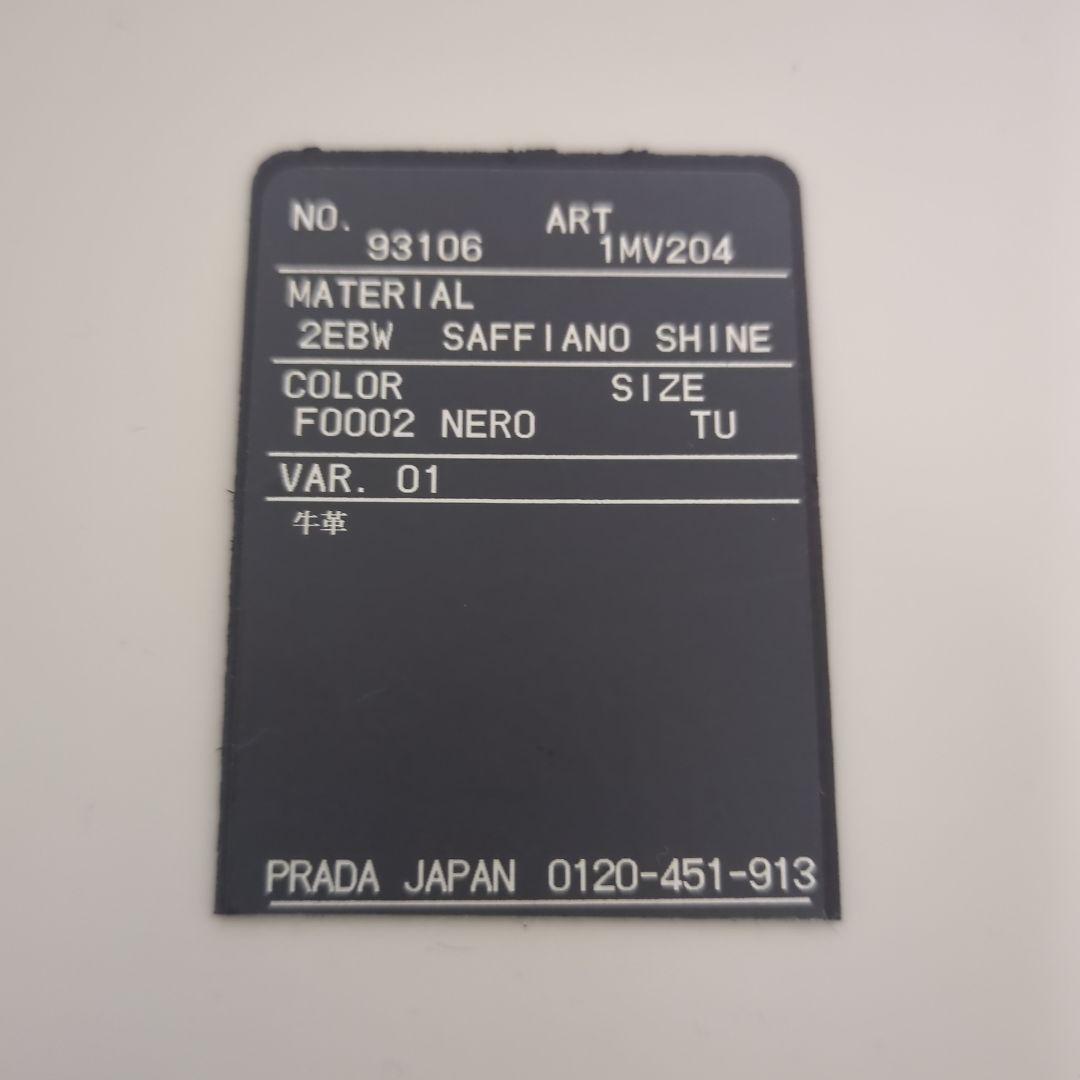 NO. ART
93106 1MV204
MATERIAL
2EBW SAFFIANO SHINE
COLOR SIZE
F0002 NERO TU
VAR. 01
牛革
PRADA JAPAN 0120-451-913